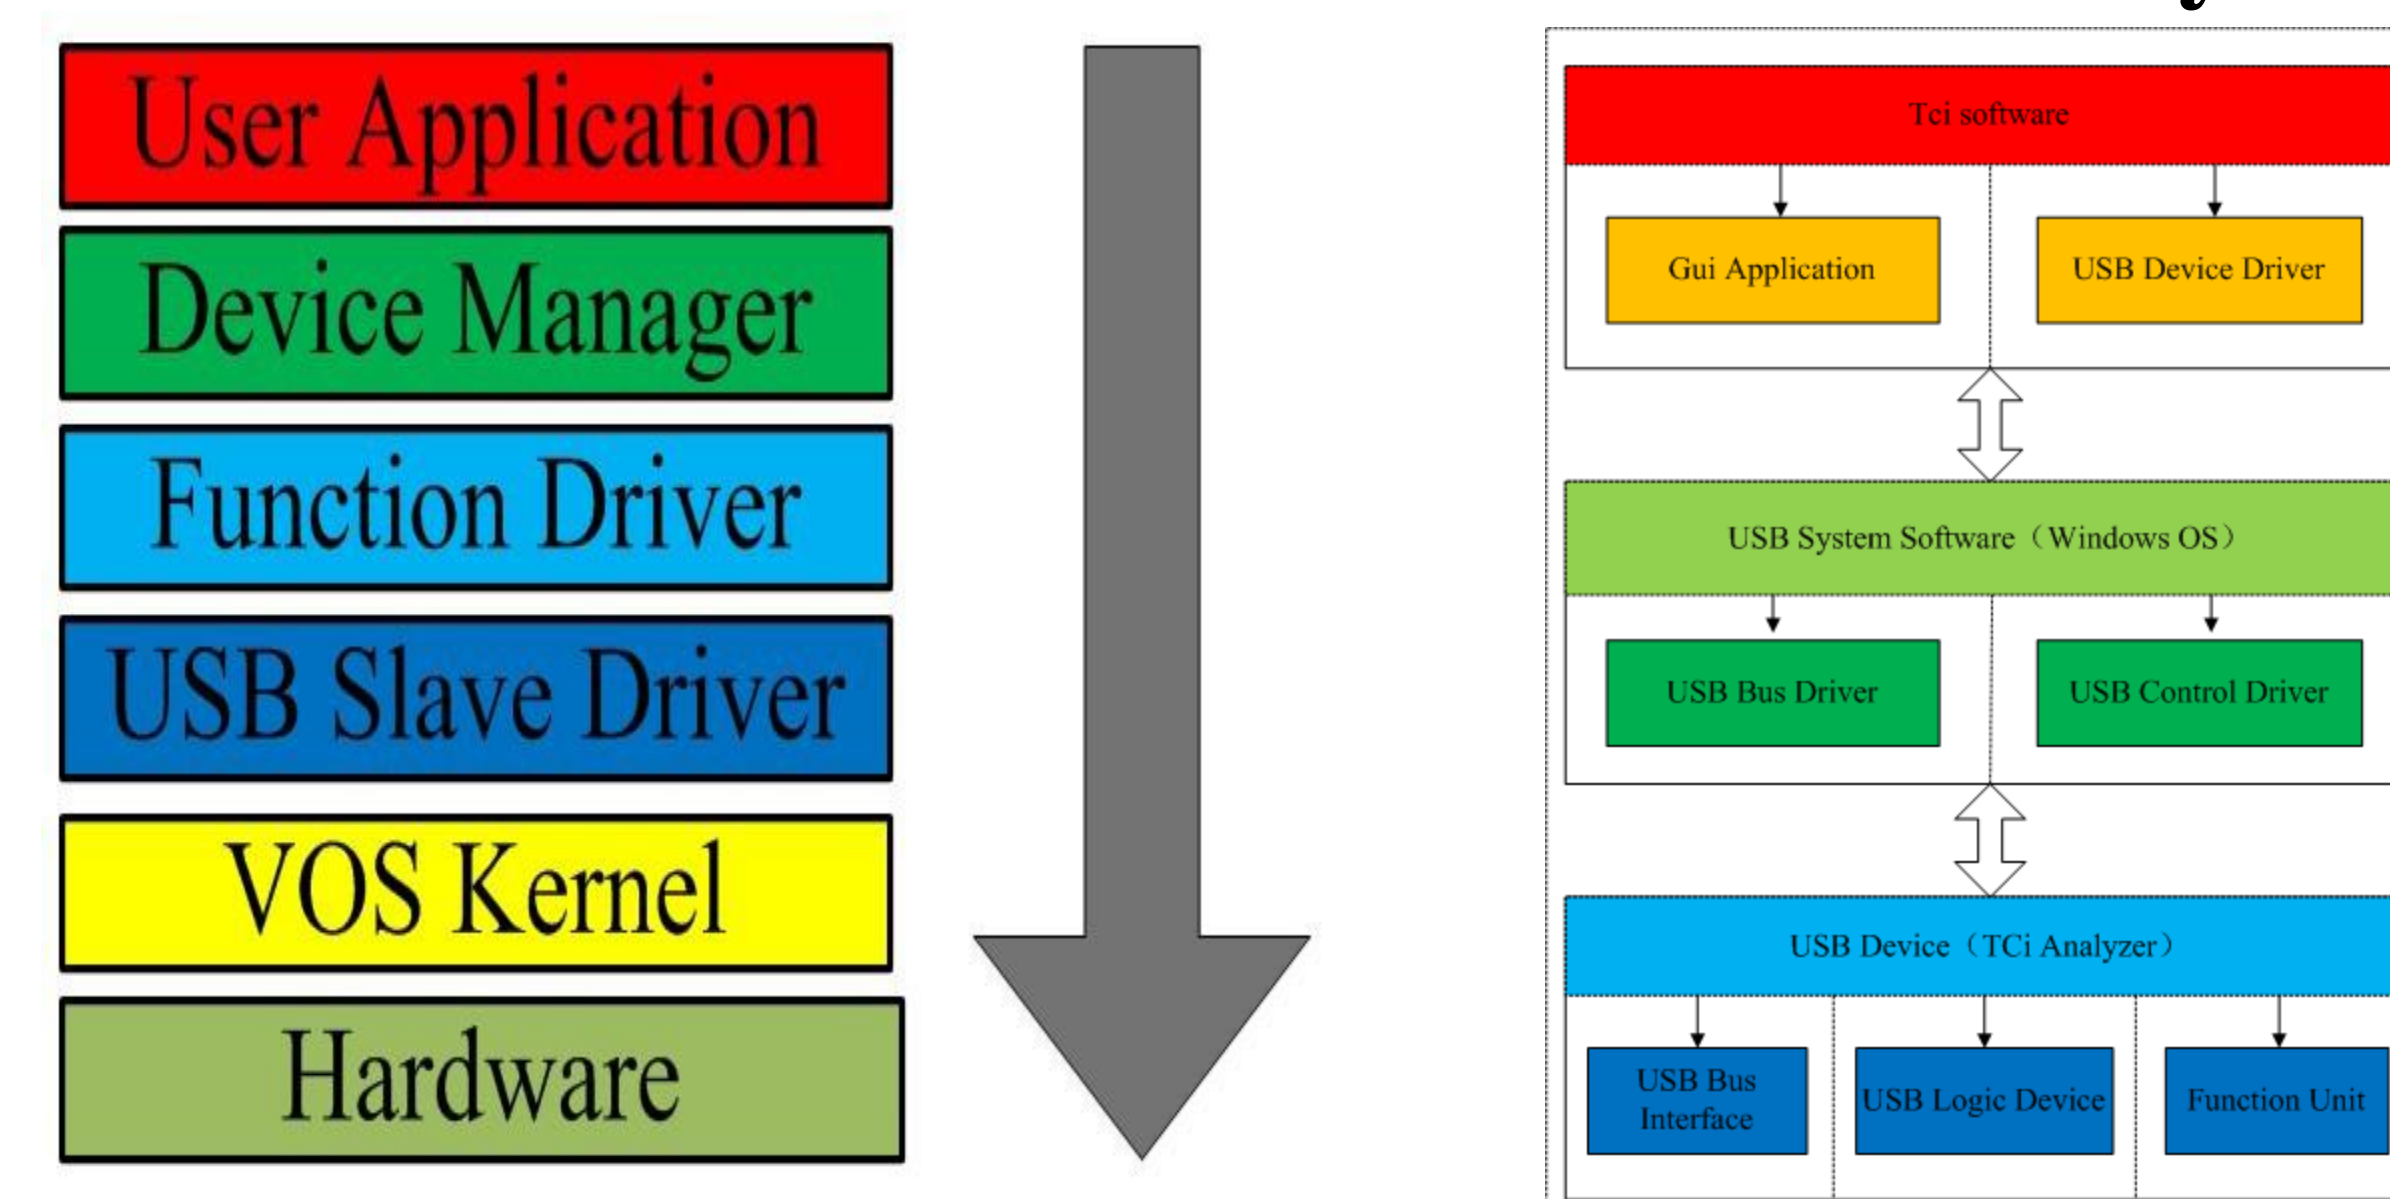 User Application
Device Manager
Function Driver
USB Slave Driver
VOS Kernel
Hardware
Tci software
Gui Application
USB Device Driver
USB System Software（Windows OS）
USB Bus Driver
USB Control Driver
USB Device（TCi Analyzer）
USB Bus
Interface
USB Logic Device
Function Unit